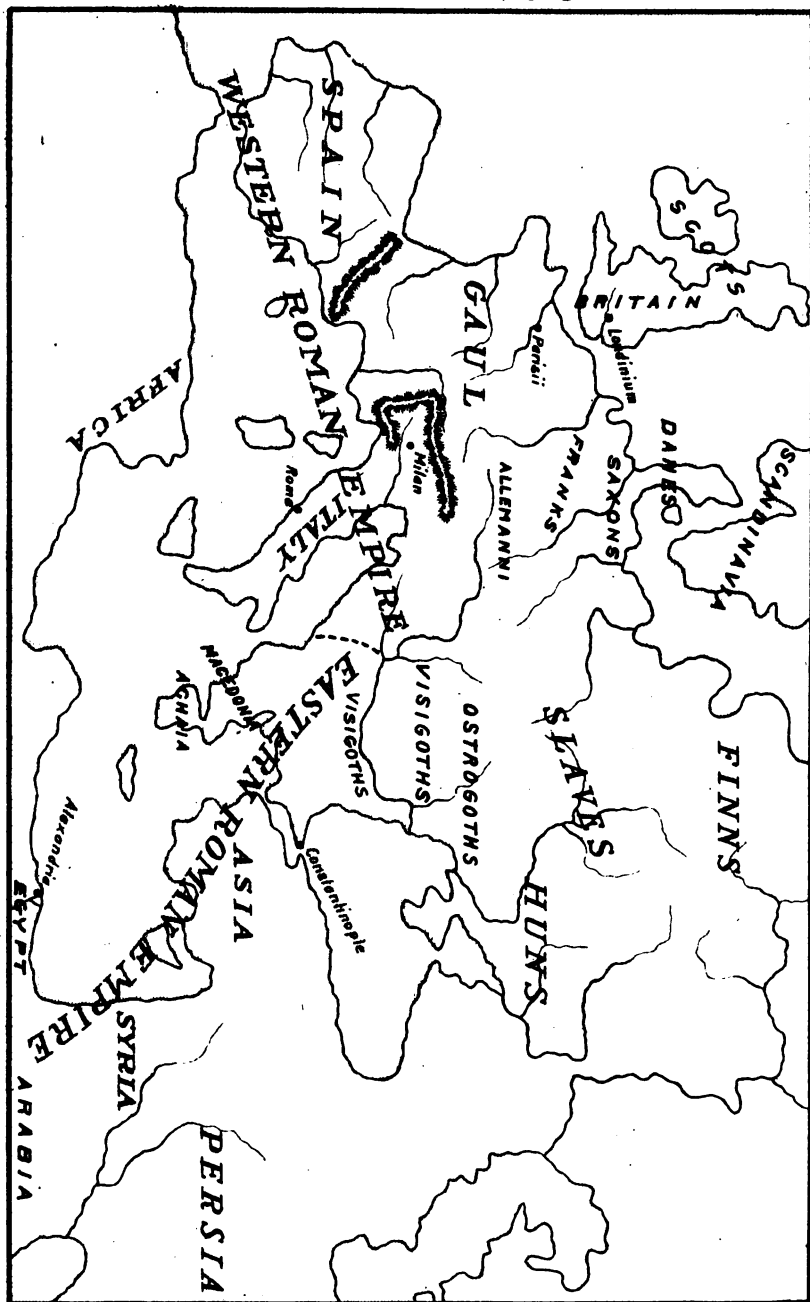 SCOTS
BRITAIN
Londinium
DANES
SCANDINAVIA
FINNS
SAXONS
FRANKS
SLAVES
HUNS
Parisii
GAUL
ALLEMANNI
OSTROGOTHS
VISIGOTHS
VISIGOTHS
Milan
SPAIN
WESTERN ROMAN EMPIRE
ITALY
Rome
EASTERN ROMAN EMPIRE
MACEDONIA
ACHAIA
Constantinople
ASIA
AFRICA
Alexandria
EGYPT
SYRIA
PERSIA
ARABIA